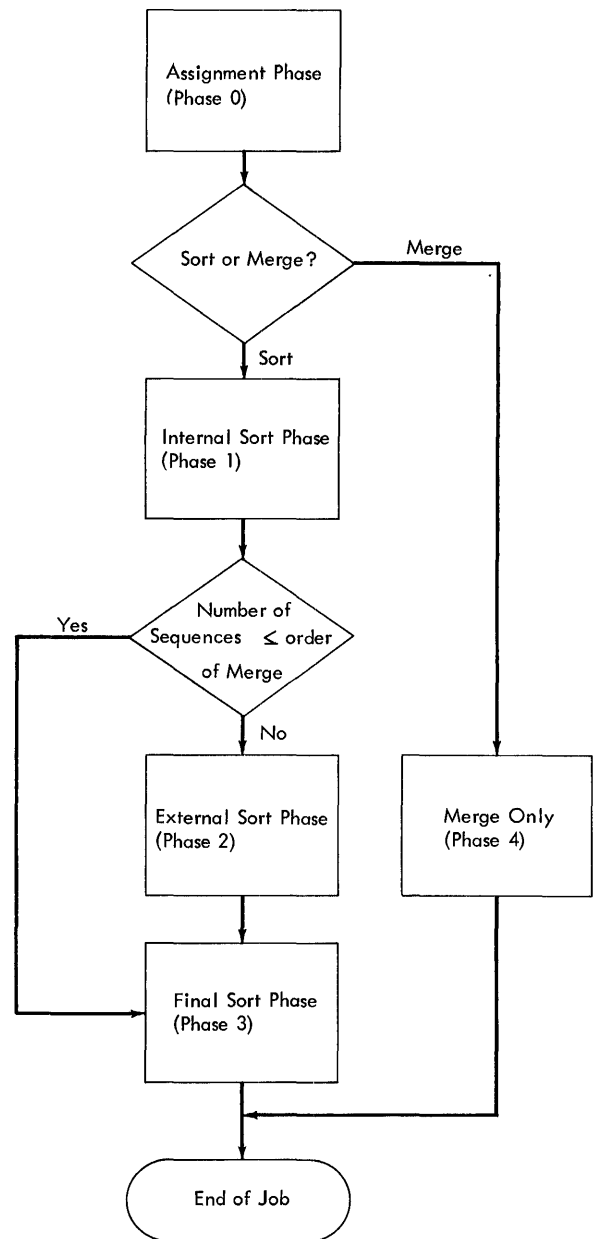 Assignment Phase
(Phase 0)
Sort or Merge?
Merge
Sort
Internal Sort Phase
(Phase 1)
Number of
Sequences ≤ order
of Merge
Yes
No
External Sort Phase
(Phase 2)
Merge Only
(Phase 4)
Final Sort Phase
(Phase 3)
End of Job